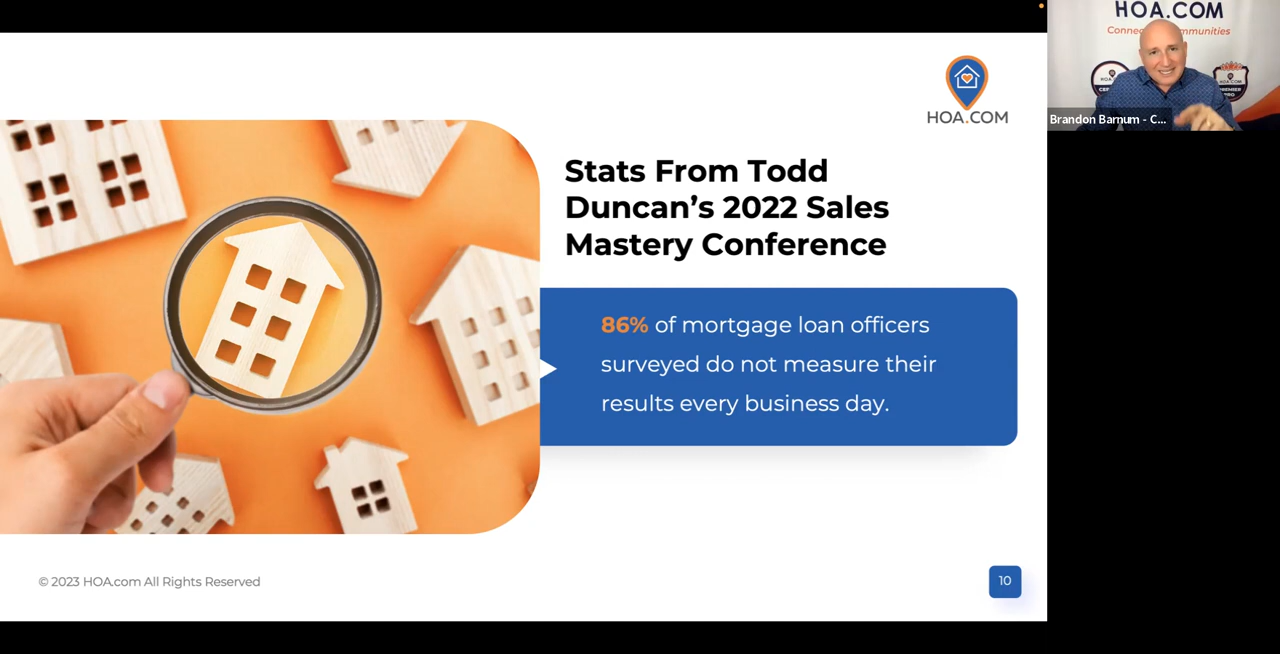 HOA.COM
Stats From Todd
Duncan’s 2022 Sales
Mastery Conference
86% of mortgage loan officers
surveyed do not measure their
results every business day.
© 2023 HOA.com All Rights Reserved
10
HOA.COM
Brandon Barnum - C...